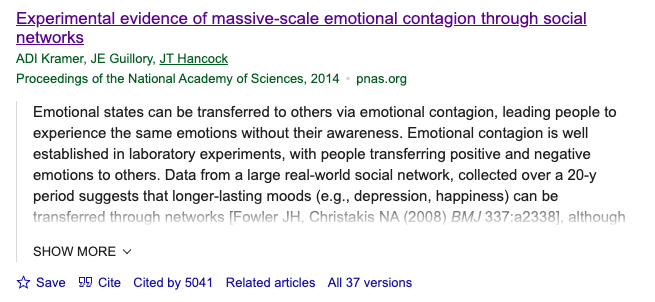 Experimental evidence of massive-scale emotional contagion through social
networks
ADI Kramer, JE Guillory, JT Hancock
Proceedings of the National Academy of Sciences, 2014 • pnas.org
Emotional states can be transferred to others via emotional contagion, leading people to
experience the same emotions without their awareness. Emotional contagion is well
established in laboratory experiments, with people transferring positive and negative
emotions to others. Data from a large real-world social network, collected over a 20-y
period suggests that longer-lasting moods (e.g., depression, happiness) can be
transferred through networks [Fowler JH, Christakis NA (2008) BMJ 337:a2338], although
SHOW MORE
Save Cite Cited by 5041 Related articles All 37 versions